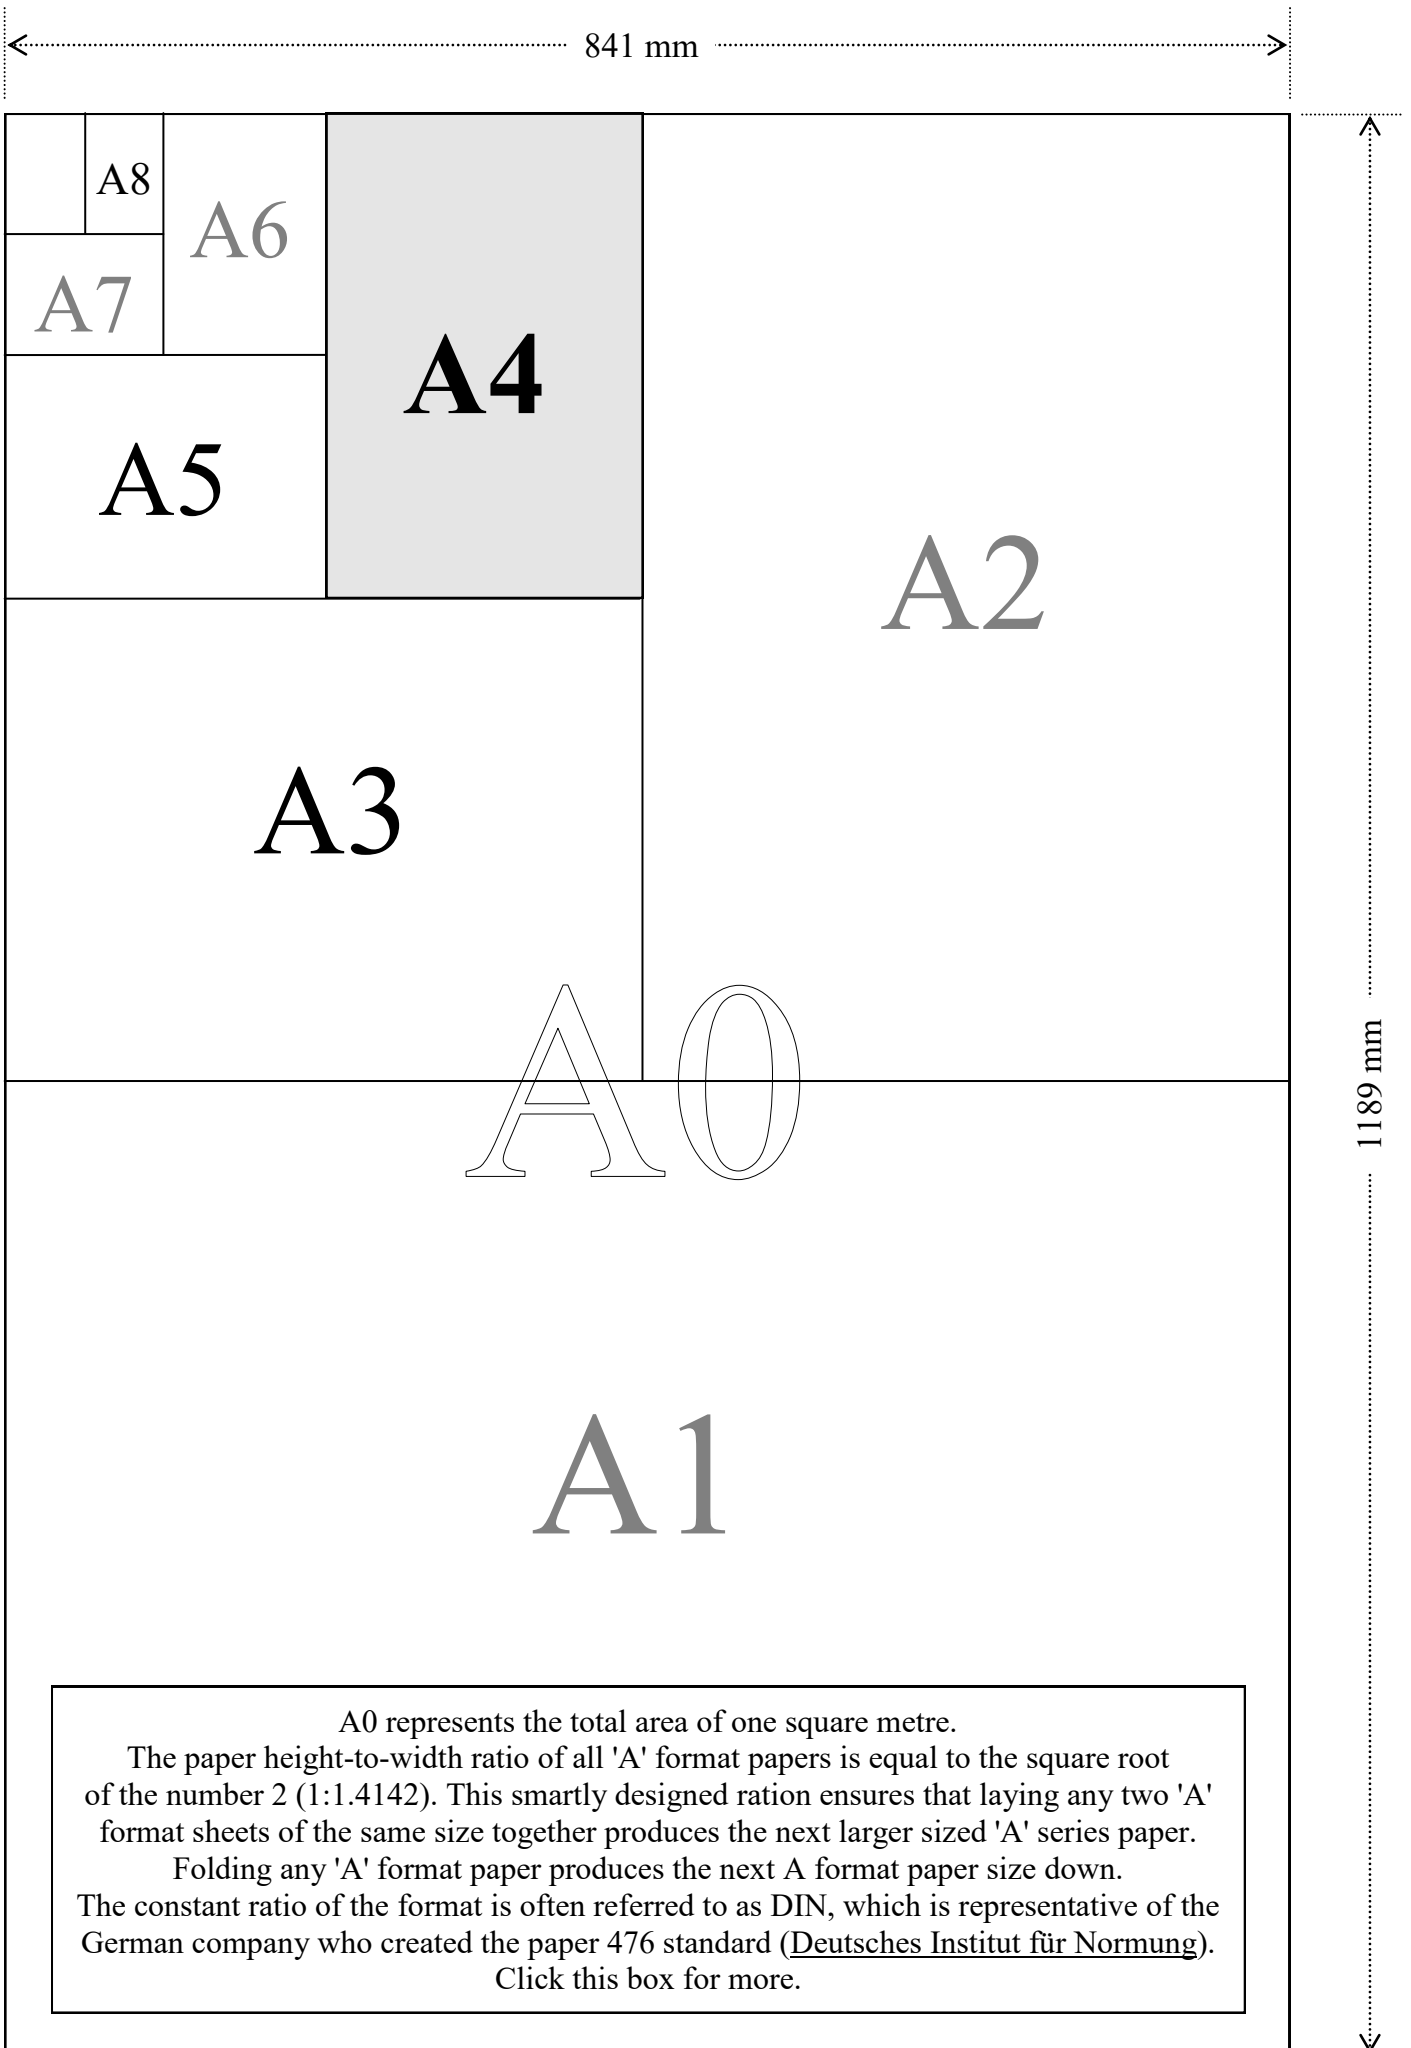 841 mm
A8
A6
A7
A4
A5
A2
A3
A0
1189 mm
A1
A0 represents the total area of one square metre.
The paper height-to-width ratio of all 'A' format papers is equal to the square root
of the number 2 (1:1.4142). This smartly designed ration ensures that laying any two 'A'
format sheets of the same size together produces the next larger sized 'A' series paper.
Folding any 'A' format paper produces the next A format paper size down.
The constant ratio of the format is often referred to as DIN, which is representative of the
German company who created the paper 476 standard (Deutsches Institut für Normung).
Click this box for more.